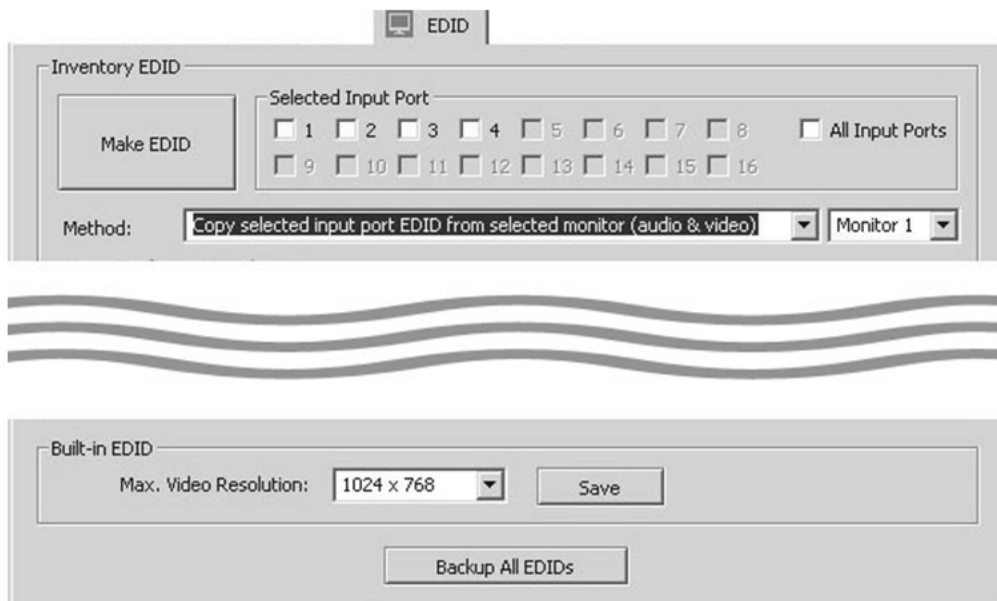 EDID
Inventory EDID
Make EDID
Selected Input Port
1 2 3 4 5 6 7 8 All Input Ports
9 10 11 12 13 14 15 16
Method: Copy selected input port EDID from selected monitor (audio & video) Monitor 1
Built-in EDID
Max. Video Resolution: 1024 x 768 Save
Backup All EDIDs